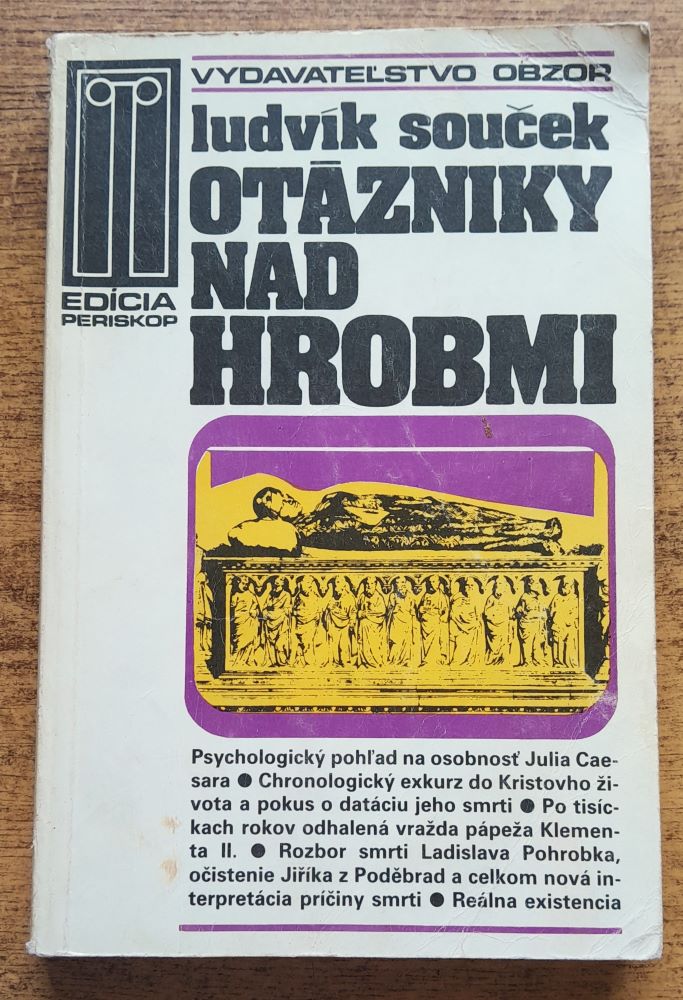 VYDAVATEĽSTVO OBZOR
ludvík souček
OTÁZNIKY
NAD
HROBMI
EDÍCIA
PERISKOP
Psychologický pohľad na osobnosť Julia Cae-
sara ● Chronologický exkurz do Kristovho ži-
vota a pokus o datáciu jeho smrti ● Po tisíc-
kach rokov odhalená vražda pápeža Klemen-
ta II. ● Rozbor smrti Ladislava Pohrobka,
očistenie Jiříka z Poděbrad a celkom nová in-
terpretácia príčiny smrti ● Reálna existencia